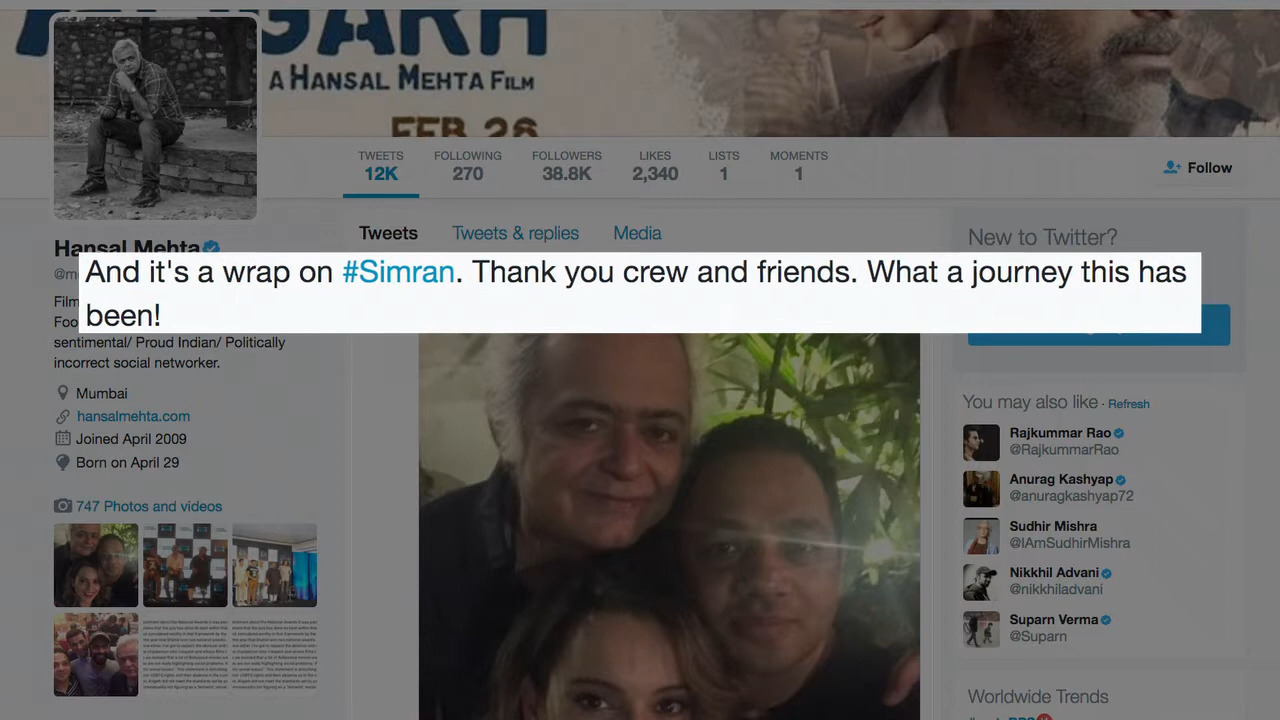 A HANSAL MEHTA FILM
FEB 26
TWEETS FOLLOWING FOLLOWERS LIKES LISTS MOMENTS
12K 270 38.8K 2,340 1 1
Follow
Hansal Mehta
Tweets Tweets & replies Media
New to Twitter?
And it's a wrap on #Simran. Thank you crew and friends. What a journey this has
been!
sentimental/ Proud Indian/ Politically
incorrect social networker.
Mumbai
hansalmehta.com
Joined April 2009
Born on April 29
747 Photos and videos
You may also like · Refresh
Rajkummar Rao
@RajkummarRao
Anurag Kashyap
@anuragkashyap72
Sudhir Mishra
@IAmSudhirMishra
Nikkhil Advani
@nikkhiladvani
Suparn Verma
@Suparn
Worldwide Trends